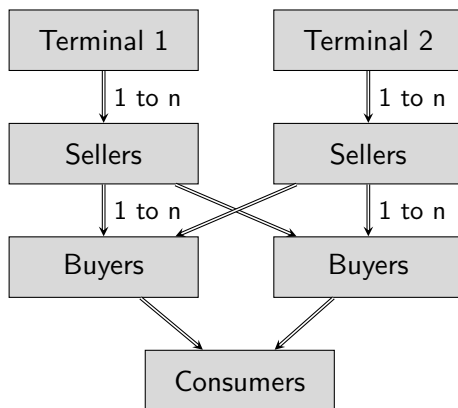 Terminal 1
Terminal 2
1 to n
1 to n
Sellers
Sellers
1 to n
1 to n
Buyers
Buyers
Consumers